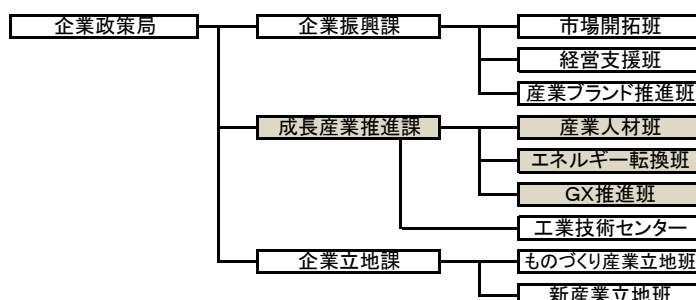 企業政策局
企業振興課
市場開拓班
経営支援班
産業ブランド推進班
成長産業推進課
産業人材班
エネルギー転換班
GX推進班
工業技術センター
企業立地課
ものづくり産業立地班
新産業立地班